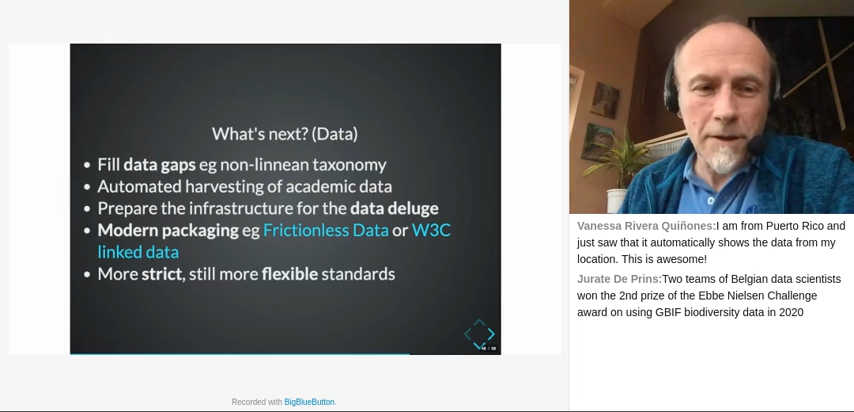 What's next? (Data)
• Fill data gaps eg non-linnean taxonomy
• Automated harvesting of academic data
• Prepare the infrastructure for the data deluge
• Modern packaging eg Frictionless Data or W3C
linked data
• More strict, still more flexible standards
Recorded with BigBlueButton.
Vanessa Rivera Quiñones:I am from Puerto Rico and
just saw that it automatically shows the data from my
location. This is awesome!
Jurate De Prins:Two teams of Belgian data scientists
won the 2nd prize of the Ebbe Nielsen Challenge
award on using GBIF biodiversity data in 2020